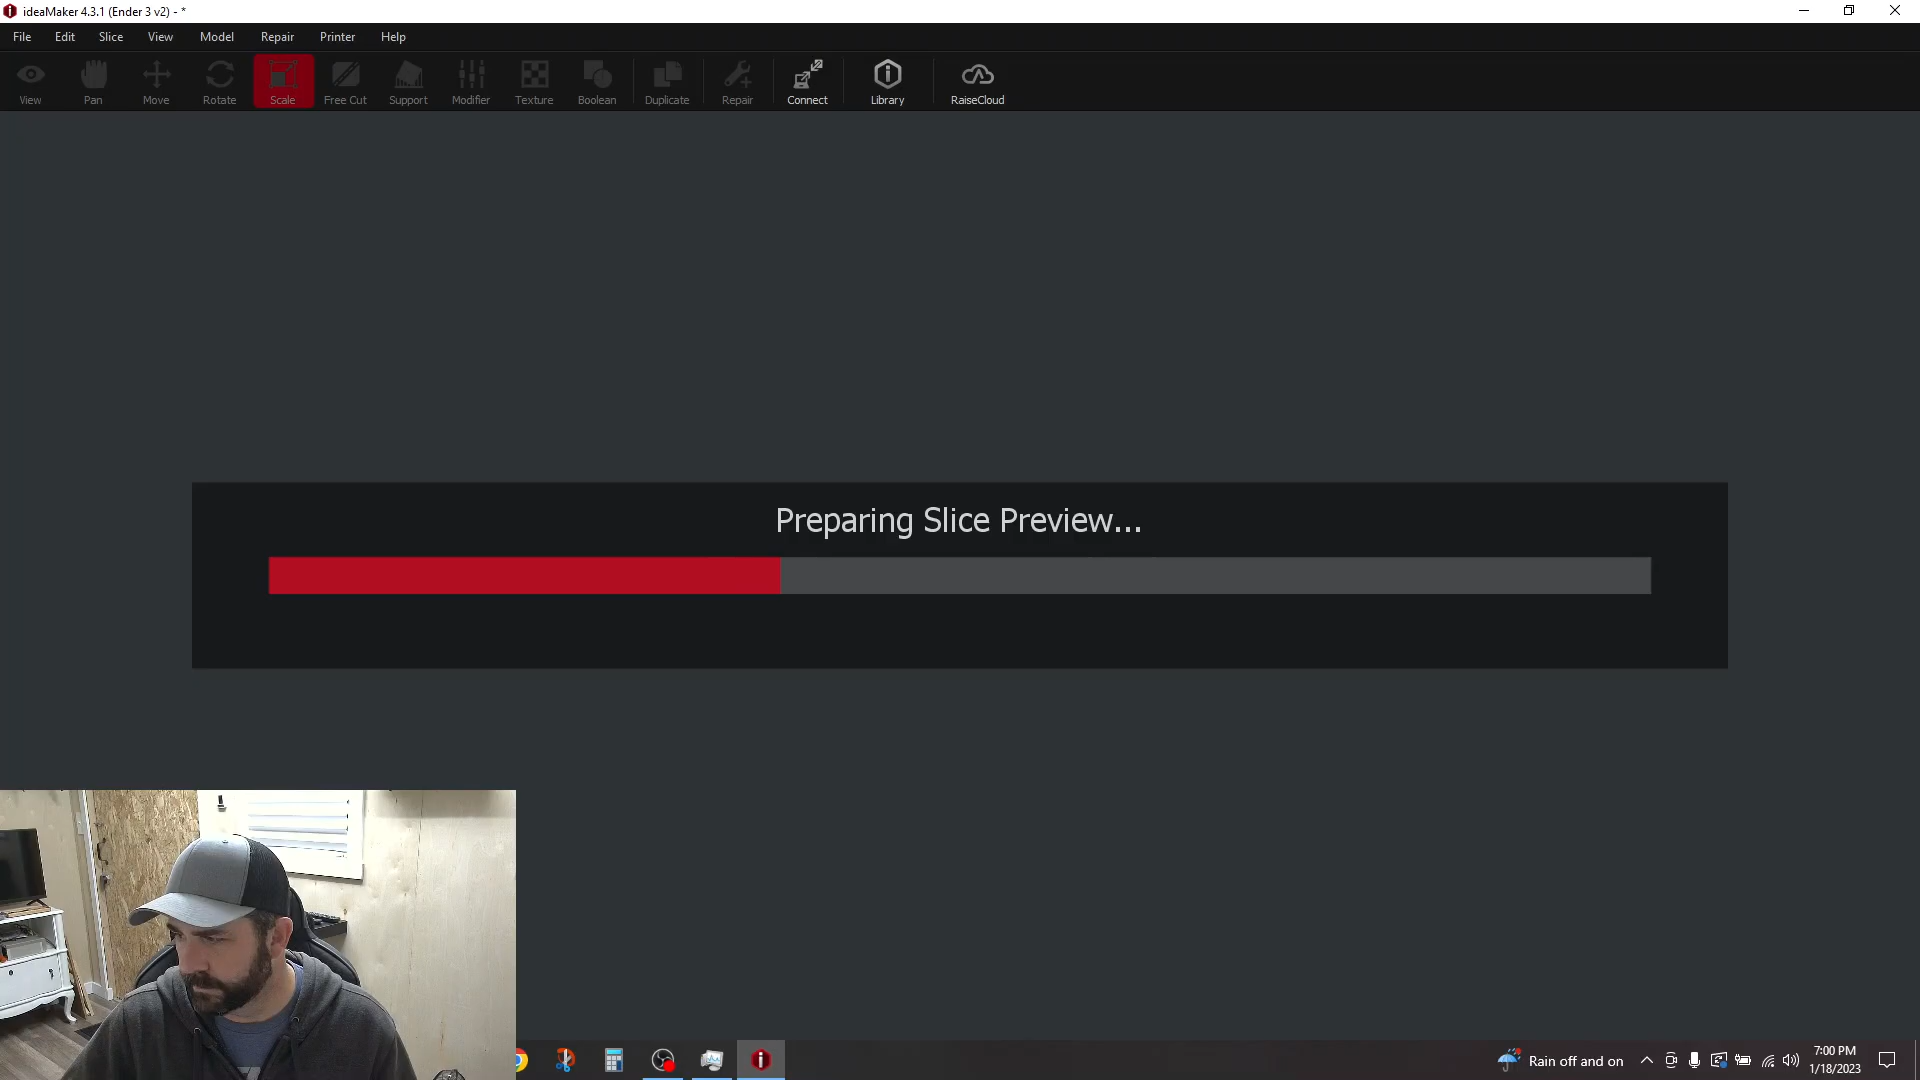 ideaMaker 4.3.1 (Ender 3 v2) - *
File Edit Slice View Model Repair Printer Help
View Pan Move Rotate Scale Free Cut Support Modifier Texture Boolean Duplicate Repair Connect Library RaiseCloud
Preparing Slice Preview...
Rain off and on
7:00 PM
1/18/2023